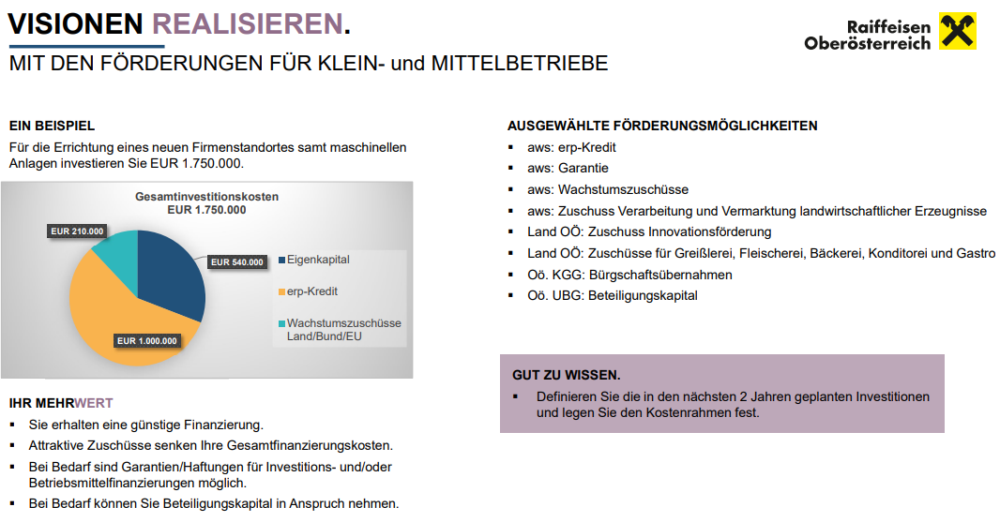 VISIONEN REALISIEREN.
MIT DEN FÖRDERUNGEN FÜR KLEIN- und MITTELBETRIEBE
Raiffeisen
Oberösterreich
EIN BEISPIEL
Für die Errichtung eines neuen Firmenstandortes samt maschinellen
Anlagen investieren Sie EUR 1.750.000.
Gesamtinvestitionskosten
EUR 1.750.000
EUR 210.000
EUR 540.000
EUR 1.000.000
Eigenkapital
erp-Kredit
Wachstumszuschüsse
Land/Bund/EU
IHR MEHRWERT
▪ Sie erhalten eine günstige Finanzierung.
▪ Attraktive Zuschüsse senken Ihre Gesamtfinanzierungskosten.
▪ Bei Bedarf sind Garantien/Haftungen für Investitions- und/oder
Betriebsmittelfinanzierungen möglich.
▪ Bei Bedarf können Sie Beteiligungskapital in Anspruch nehmen.
AUSGEWÄHLTE FÖRDERUNGSMÖGLICHKEITEN
▪ aws: erp-Kredit
▪ aws: Garantie
▪ aws: Wachstumszuschüsse
▪ aws: Zuschuss Verarbeitung und Vermarktung landwirtschaftlicher Erzeugnisse
▪ Land OÖ: Zuschuss Innovationsförderung
▪ Land OÖ: Zuschüsse für Greißlerei, Fleischerei, Bäckerei, Konditorei und Gastro
▪ Oö. KGG: Bürgschaftsübernahmen
▪ Oö. UBG: Beteiligungskapital
GUT ZU WISSEN.
▪ Definieren Sie die in den nächsten 2 Jahren geplanten Investitionen
und legen Sie den Kostenrahmen fest.